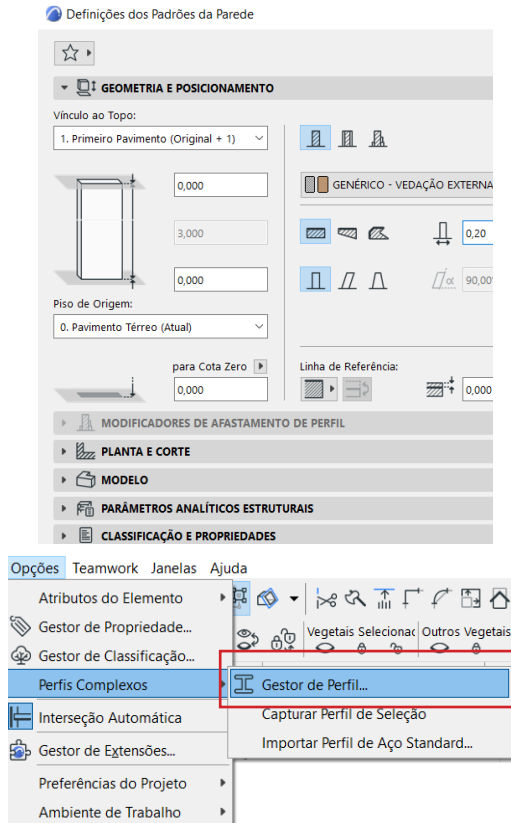 Definições dos Padrões da Parede
GEOMETRIA E POSICIONAMENTO
Vínculo ao Topo:
1. Primeiro Pavimento (Original + 1)
GENÉRICO - VEDAÇÃO EXTERNA
0,000
3,000
0,20
0,000
α 90,00°
Piso de Origem:
0. Pavimento Térreo (Atual)
para Cota Zero
Linha de Referência:
0,000
0,000
MODIFICADORES DE AFASTAMENTO DE PERFIL
PLANTA E CORTE
MODELO
PARÂMETROS ANALÍTICOS ESTRUTURAIS
CLASSIFICAÇÃO E PROPRIEDADES
Opções Teamwork Janelas Ajuda
Atributos do Elemento
Gestor de Propriedade...
Gestor de Classificação...
Vegetais Selecionac
Outros Vegetais
Perfis Complexos
Gestor de Perfil...
Capturar Perfil de Seleção
Importar Perfil de Aço Standard...
Interseção Automática
Gestor de Extensões...
Preferências do Projeto
Ambiente de Trabalho